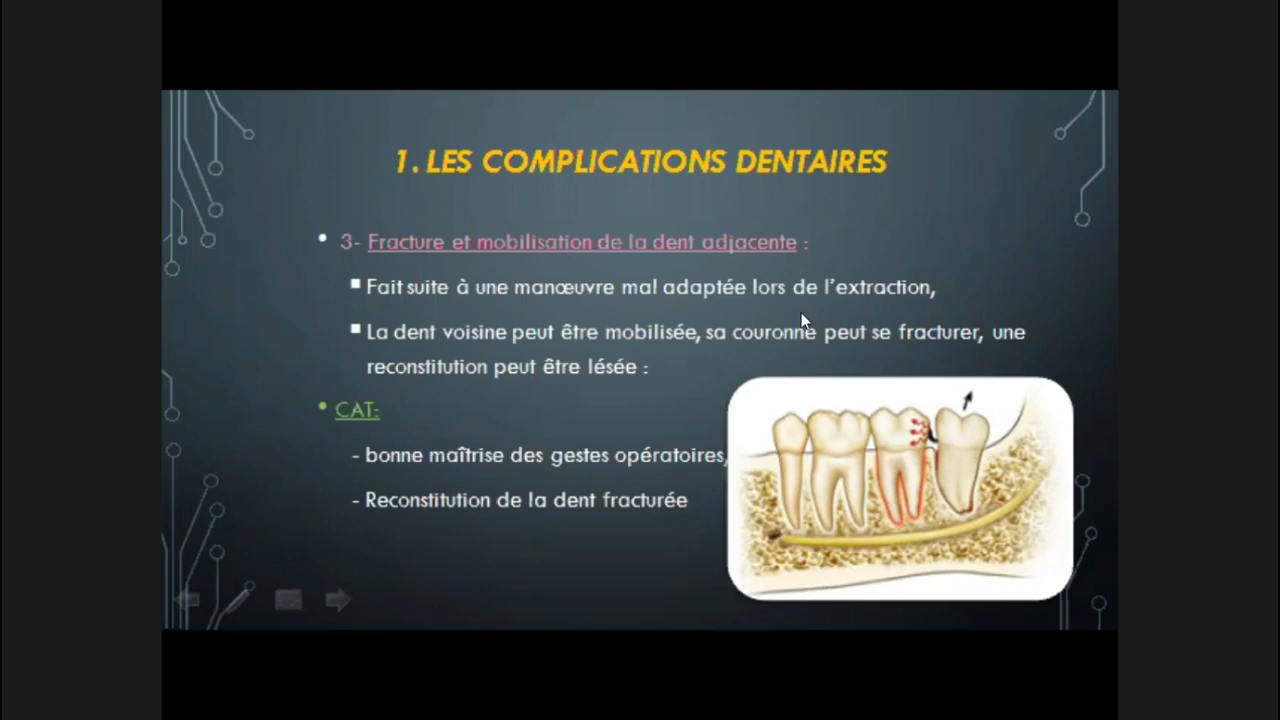 1. LES COMPLICATIONS DENTAIRES
• 3- Fracture et mobilisation de la dent adjacente :
▪ Fait suite à une manœuvre mal adaptée lors de l'extraction,
▪ La dent voisine peut être mobilisée, sa couronne peut se fracturer, une
reconstitution peut être lésée :
• CAT:
- bonne maîtrise des gestes opératoires,
- Reconstitution de la dent fracturée